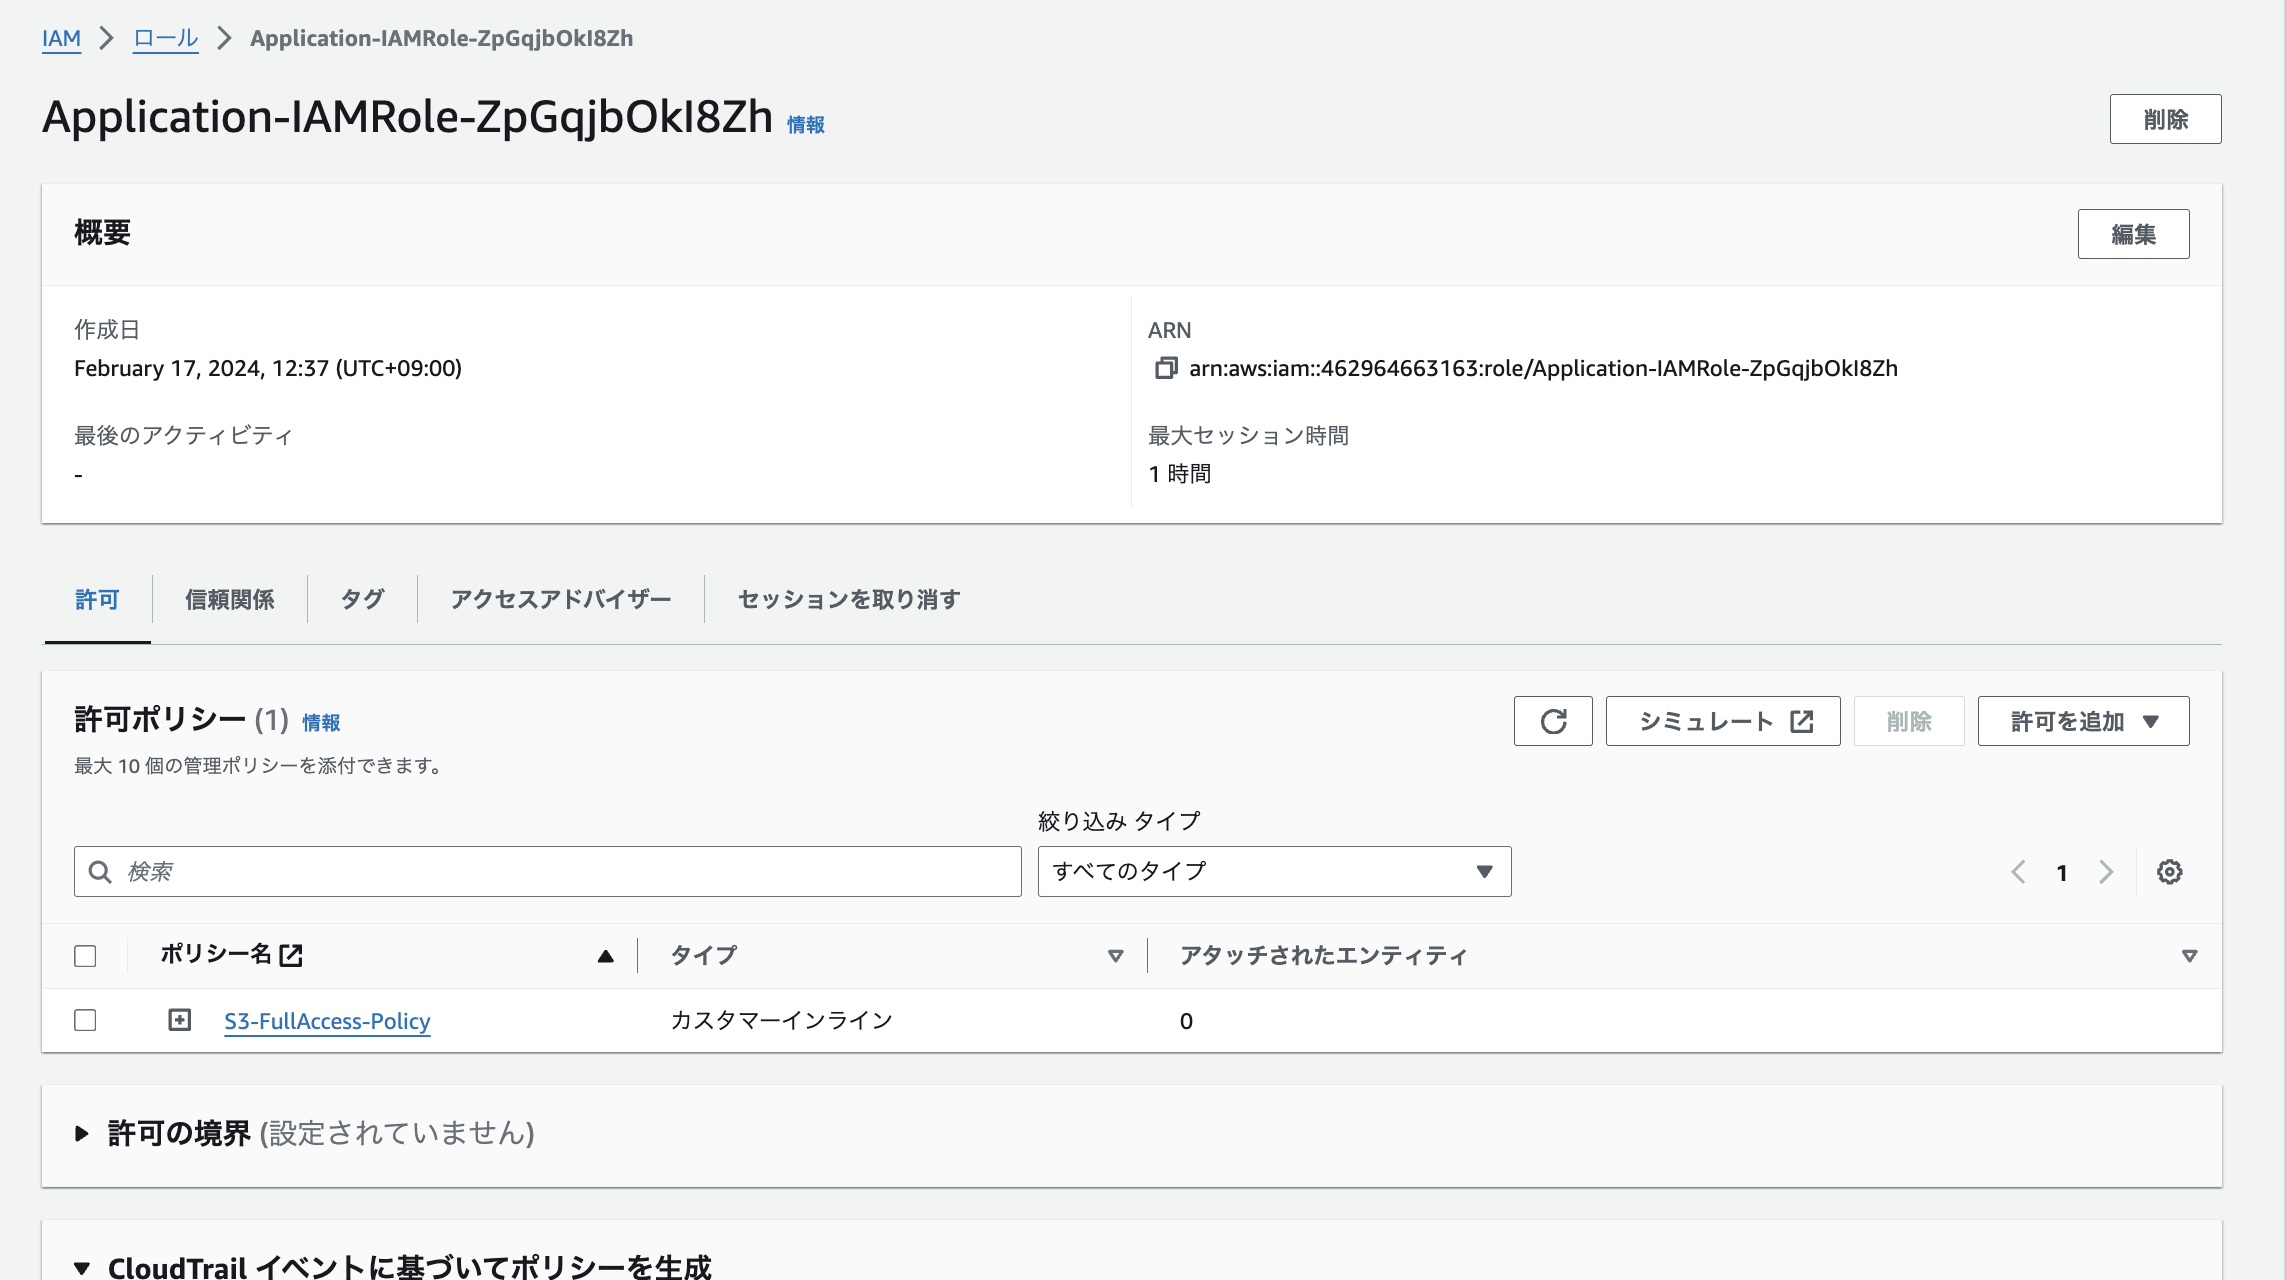 IAM > ロール > Application-IAMRole-ZpGqjbOkI8Zh
Application-IAMRole-ZpGqjbOkI8Zh 情報
削除
概要
編集
作成日
February 17, 2024, 12:37 (UTC+09:00)
ARN
arn:aws:iam::462964663163:role/Application-IAMRole-ZpGqjbOkI8Zh
最後のアクティビティ
-
最大セッション時間
1 時間
許可 信頼関係 タグ アクセスアドバイザー セッションを取り消す
許可ポリシー (1) 情報
シミュレート 削除 許可を追加
最大 10 個の管理ポリシーを添付できます。
絞り込み タイプ
検索 すべてのタイプ 1
ポリシー名 タイプ アタッチされたエンティティ
S3-FullAccess-Policy カスタマーインライン 0
許可の境界 (設定されていません)
CloudTrail イベントに基づいてポリシーを生成